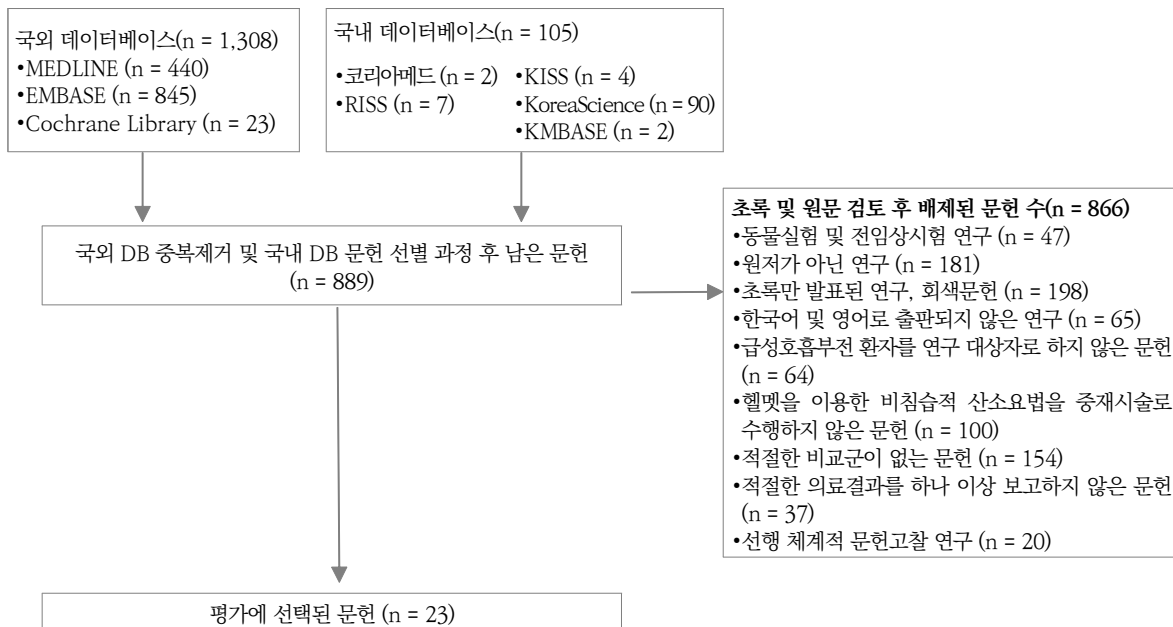 국외 데이터베이스(n = 1,308)
•MEDLINE (n = 440)
•EMBASE (n = 845)
•Cochrane Library (n = 23)
국내 데이터베이스(n = 105)
•코리아메드 (n = 2) •KISS (n = 4)
•RISS (n = 7) •KoreaScience (n = 90)
•KMBASE (n = 2)
국외 DB 중복제거 및 국내 DB 문헌 선별 과정 후 남은 문헌
(n = 889)
초록 및 원문 검토 후 배제된 문헌 수(n = 866)
•동물실험 및 전임상시험 연구 (n = 47)
•원저가 아닌 연구 (n = 181)
•초록만 발표된 연구, 회색문헌 (n = 198)
•한국어 및 영어로 출판되지 않은 연구 (n = 65)
•급성호흡부전 환자를 연구 대상자로 하지 않은 문헌
(n = 64)
•헬멧을 이용한 비침습적 산소요법을 중재시술로
수행하지 않은 문헌 (n = 100)
•적절한 비교군이 없는 문헌 (n = 154)
•적절한 의료결과를 하나 이상 보고하지 않은 문헌
(n = 37)
•선행 체계적 문헌고찰 연구 (n = 20)
평가에 선택된 문헌 (n = 23)